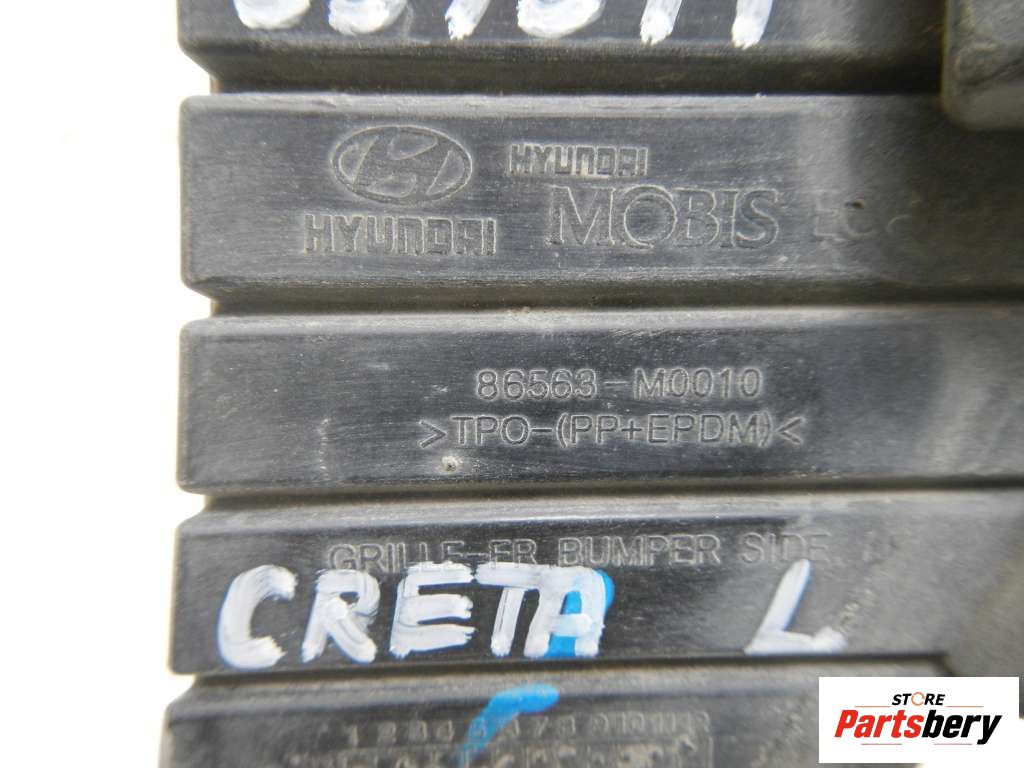 HYUNDAI
HYUNDAI
MOBIS
86563-M0010
>TPO-(PP+EPDM)<
GRILLE-FR BUMPER SIDE
CRETA L
STORE
Partsbery